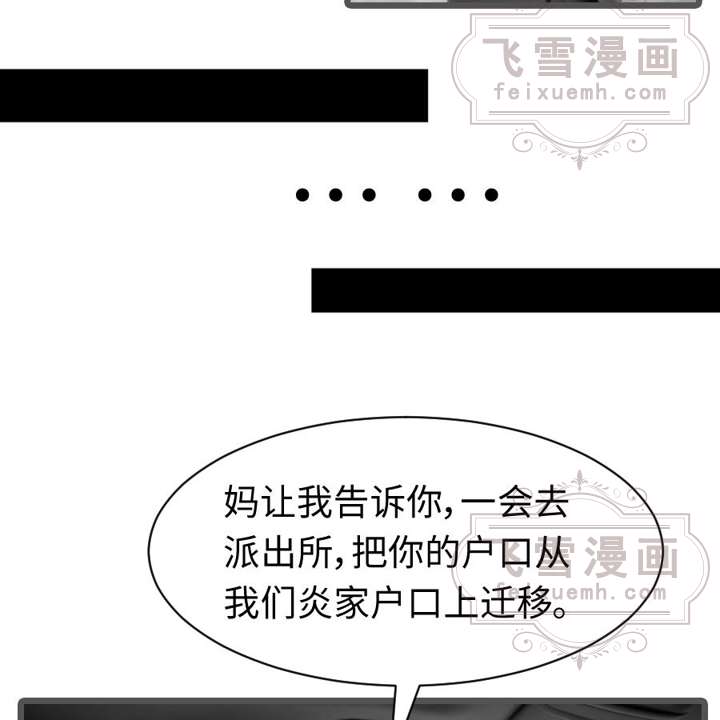 飞雪漫画
feixuemh.com
… …
妈让我告诉你，一会去
派出所，把你的户口丛
我们炎家户口上迁移。
飞雪漫画
feixuemh.com